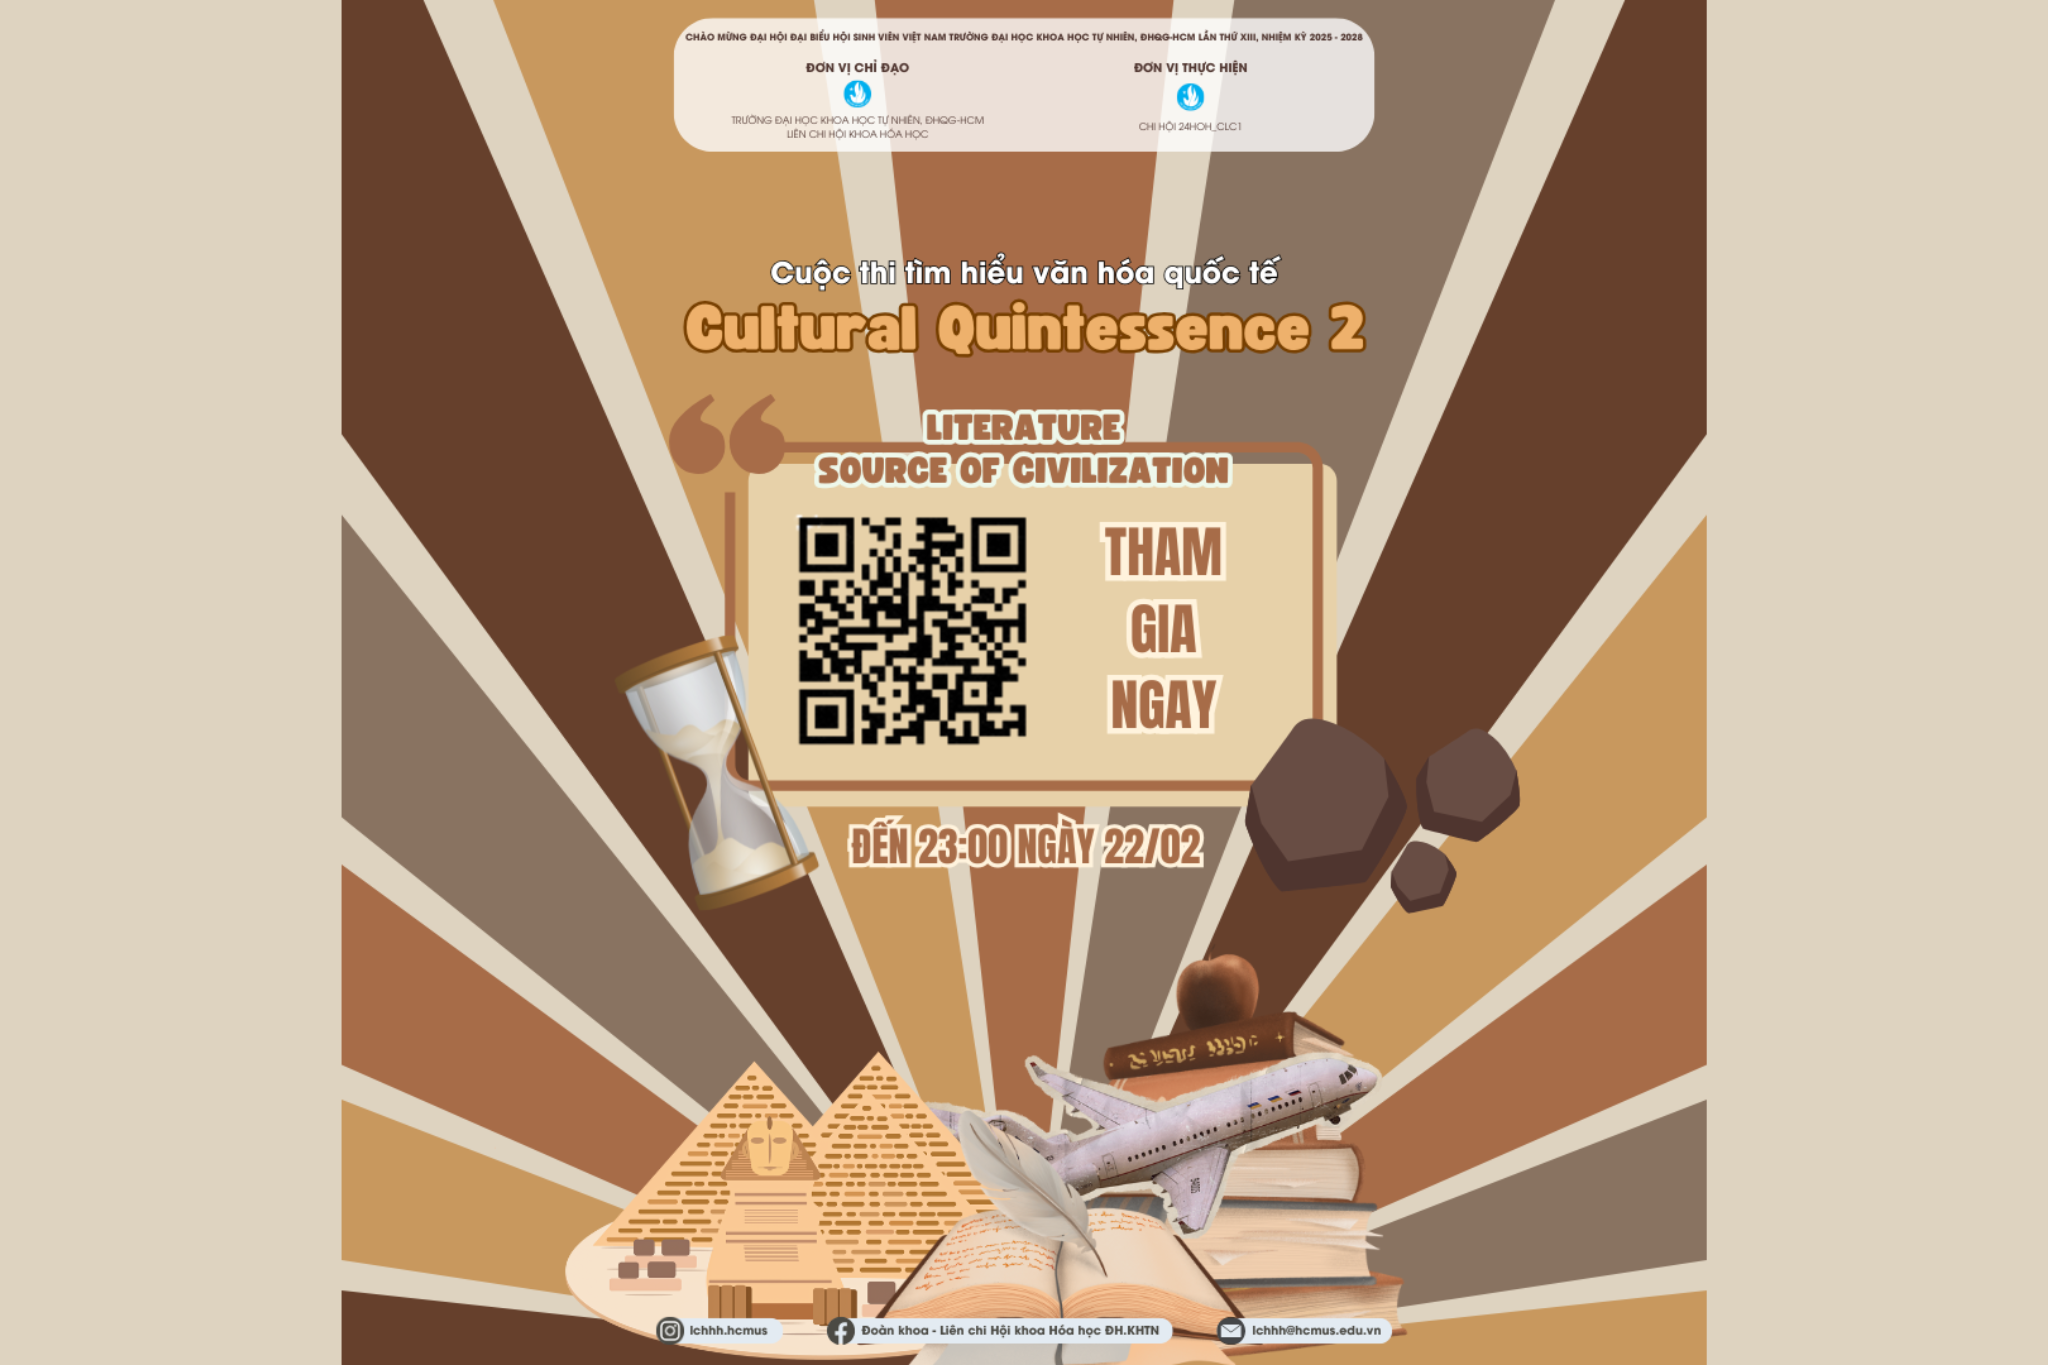 CHÀO MỪNG ĐẠI HỘI ĐẠI BIỂU HỘI SINH VIÊN VIỆT NAM TRƯỜNG ĐẠI HỌC KHOA HỌC TỰ NHIÊN, ĐHQG-HCM LẦN THỨ XIII, NHIỆM KỲ 2025 - 2028
ĐƠN VỊ CHỈ ĐẠO
TRƯỜNG ĐẠI HỌC KHOA HỌC TỰ NHIÊN, ĐHQG-HCM
LIÊN CHI HỘI KHOA HÓA HỌC
ĐƠN VỊ THỰC HIỆN
CHI HỘI 24HOH_CLC1
Cuộc thi tìm hiểu văn hóa quốc tế
Cultural Quintessence 2
LITERATURE
SOURCE OF CIVILIZATION
THAM
GIA
NGAY
ĐẾN 23:00 NGÀY 22/02
lchhh.hcmus
Đoàn khoa - Liên chi Hội khoa Hóa học ĐH.KHTN
lchhh@hcmus.edu.vn